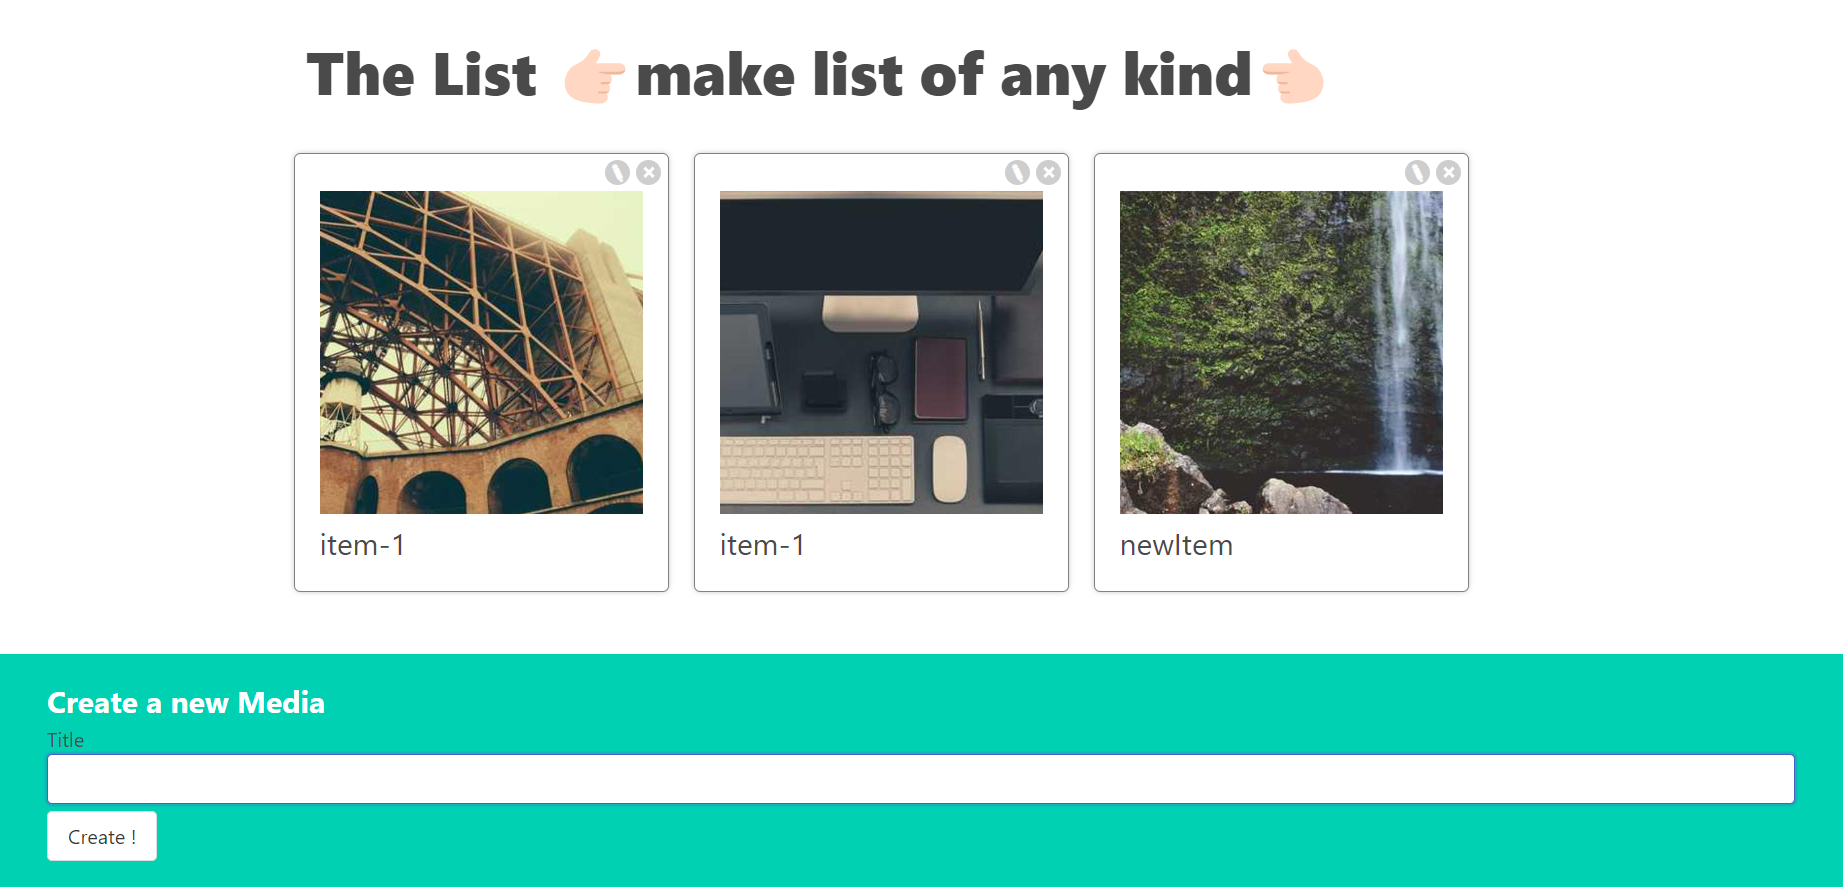 The List 👉🏻make list of any kind👈🏻
item-1
item-1
newItem
Create a new Media
Title
Create !